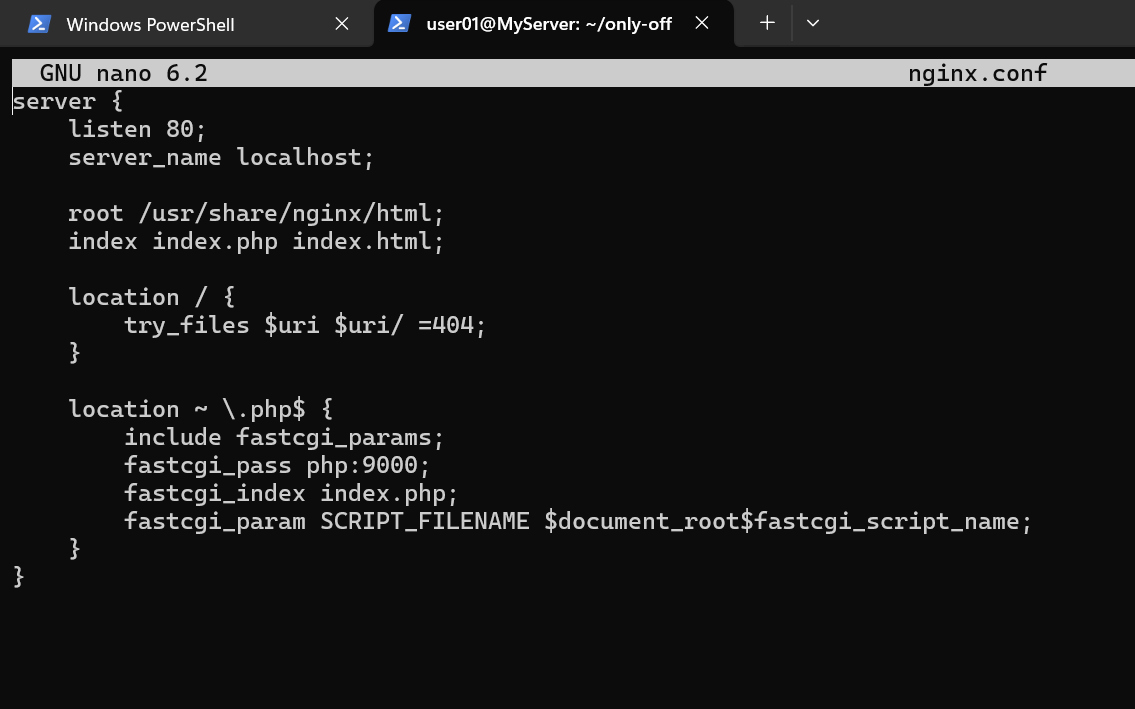 Windows PowerShell
user01@MyServer: ~/only-off
GNU nano 6.2 nginx.conf
server {
    listen 80;
    server_name localhost;

    root /usr/share/nginx/html;
    index index.php index.html;

    location / {
        try_files $uri $uri/ =404;
    }

    location ~ \.php$ {
        include fastcgi_params;
        fastcgi_pass php:9000;
        fastcgi_index index.php;
        fastcgi_param SCRIPT_FILENAME $document_root$fastcgi_script_name;
    }
}